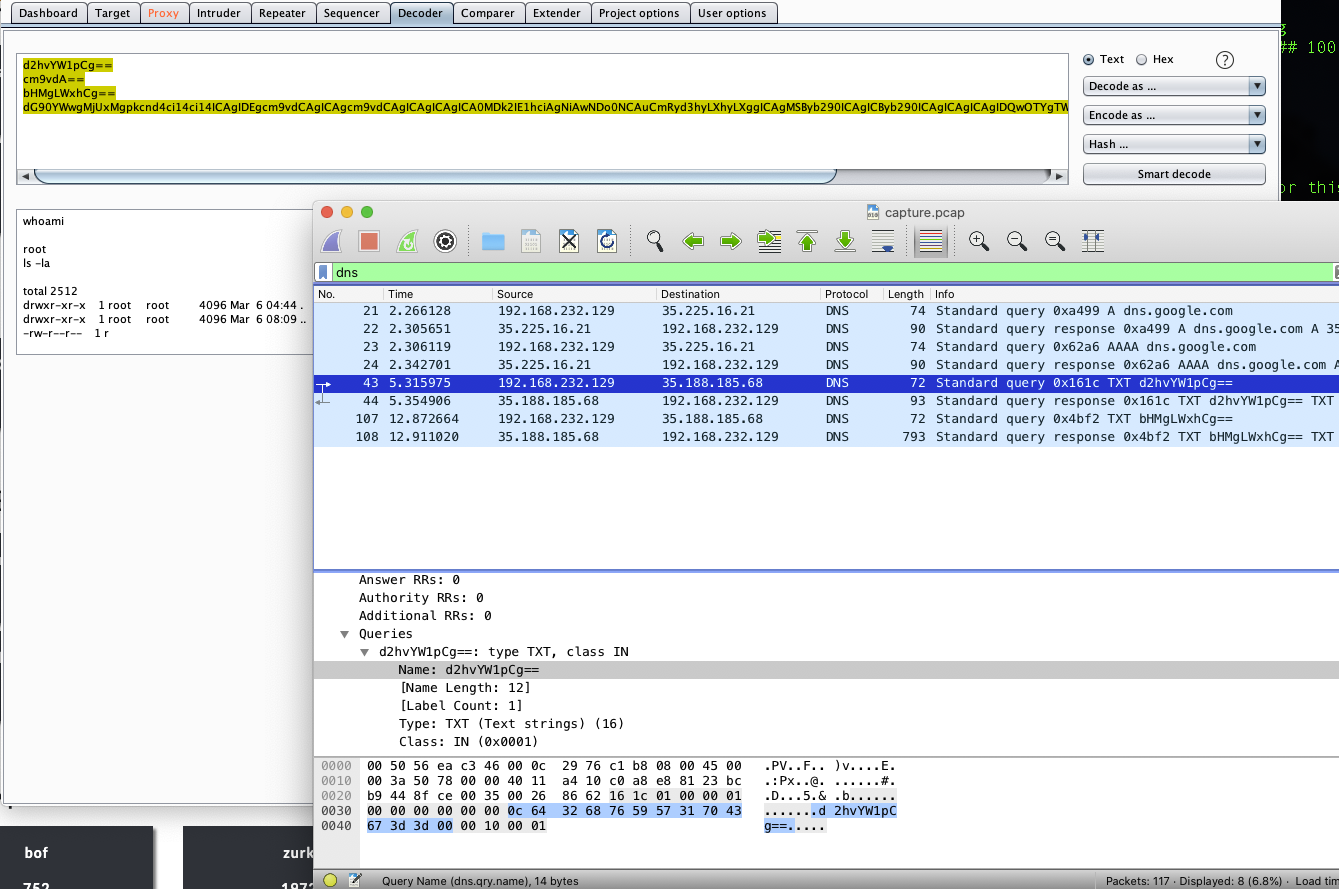 Dashboard Target Proxy Intruder Repeater Sequencer Decoder Comparer Extender Project options User options
## 100
d2hvYW1pCg==
cm9vdA==
bHMgLWxhCg==
dG90YWwgMjUxMgpkcnd4ci14ci14ICAgIDEgcm9vdCAgICAgcm9vdCAgICAgICAgICA0MDk2IE1hciAgNiAwNDo0NCAuCmRyd3hyLXhyLXggICAgMSByb290ICAgICByb290ICAgICAgICAgIDQwOTYgTW
Text Hex ?
Decode as ...
Encode as ...
Hash ...
Smart decode
or this
whoami
root
ls -la
total 2512
drwxr-xr-x 1 root root 4096 Mar 6 04:44 .
drwxr-xr-x 1 root root 4096 Mar 6 08:09 ..
-rw-r--r-- 1 r
capture.pcap
dns
No. Time Source Destination Protocol Length Info
21 2.266128 192.168.232.129 35.225.16.21 DNS 74 Standard query 0xa499 A dns.google.com
22 2.305651 35.225.16.21 192.168.232.129 DNS 90 Standard query response 0xa499 A dns.google.com A 35
23 2.306119 192.168.232.129 35.225.16.21 DNS 74 Standard query 0x62a6 AAAA dns.google.com
24 2.342701 35.225.16.21 192.168.232.129 DNS 90 Standard query response 0x62a6 AAAA dns.google.com A
43 5.315975 192.168.232.129 35.188.185.68 DNS 72 Standard query 0x161c TXT d2hvYW1pCg==
44 5.354906 35.188.185.68 192.168.232.129 DNS 93 Standard query response 0x161c TXT d2hvYW1pCg== TXT
107 12.872664 192.168.232.129 35.188.185.68 DNS 72 Standard query 0x4bf2 TXT bHMgLWxhCg==
108 12.911020 35.188.185.68 192.168.232.129 DNS 793 Standard query response 0x4bf2 TXT bHMgLWxhCg== TXT
Answer RRs: 0
Authority RRs: 0
Additional RRs: 0
Queries
d2hvYW1pCg==: type TXT, class IN
Name: d2hvYW1pCg==
[Name Length: 12]
[Label Count: 1]
Type: TXT (Text strings) (16)
Class: IN (0x0001)
0000 00 50 56 ea c3 46 00 0c 29 76 c1 b8 08 00 45 00 .PV..F.. )v....E.
0010 00 3a 50 78 00 00 40 11 a4 10 c0 a8 e8 81 23 bc .:Px..@. ......#.
0020 b9 44 8f ce 00 35 00 26 86 62 16 1c 01 00 00 01 .D...5.& .b......
0030 00 00 00 00 00 00 0c 64 32 68 76 59 57 31 70 43 .......d 2hvYW1pC
0040 67 3d 3d 00 00 10 00 01 g==.....
Query Name (dns.qry.name), 14 bytes
Packets: 117 · Displayed: 8 (6.8%) · Load tim
bof
zurk
752
1972